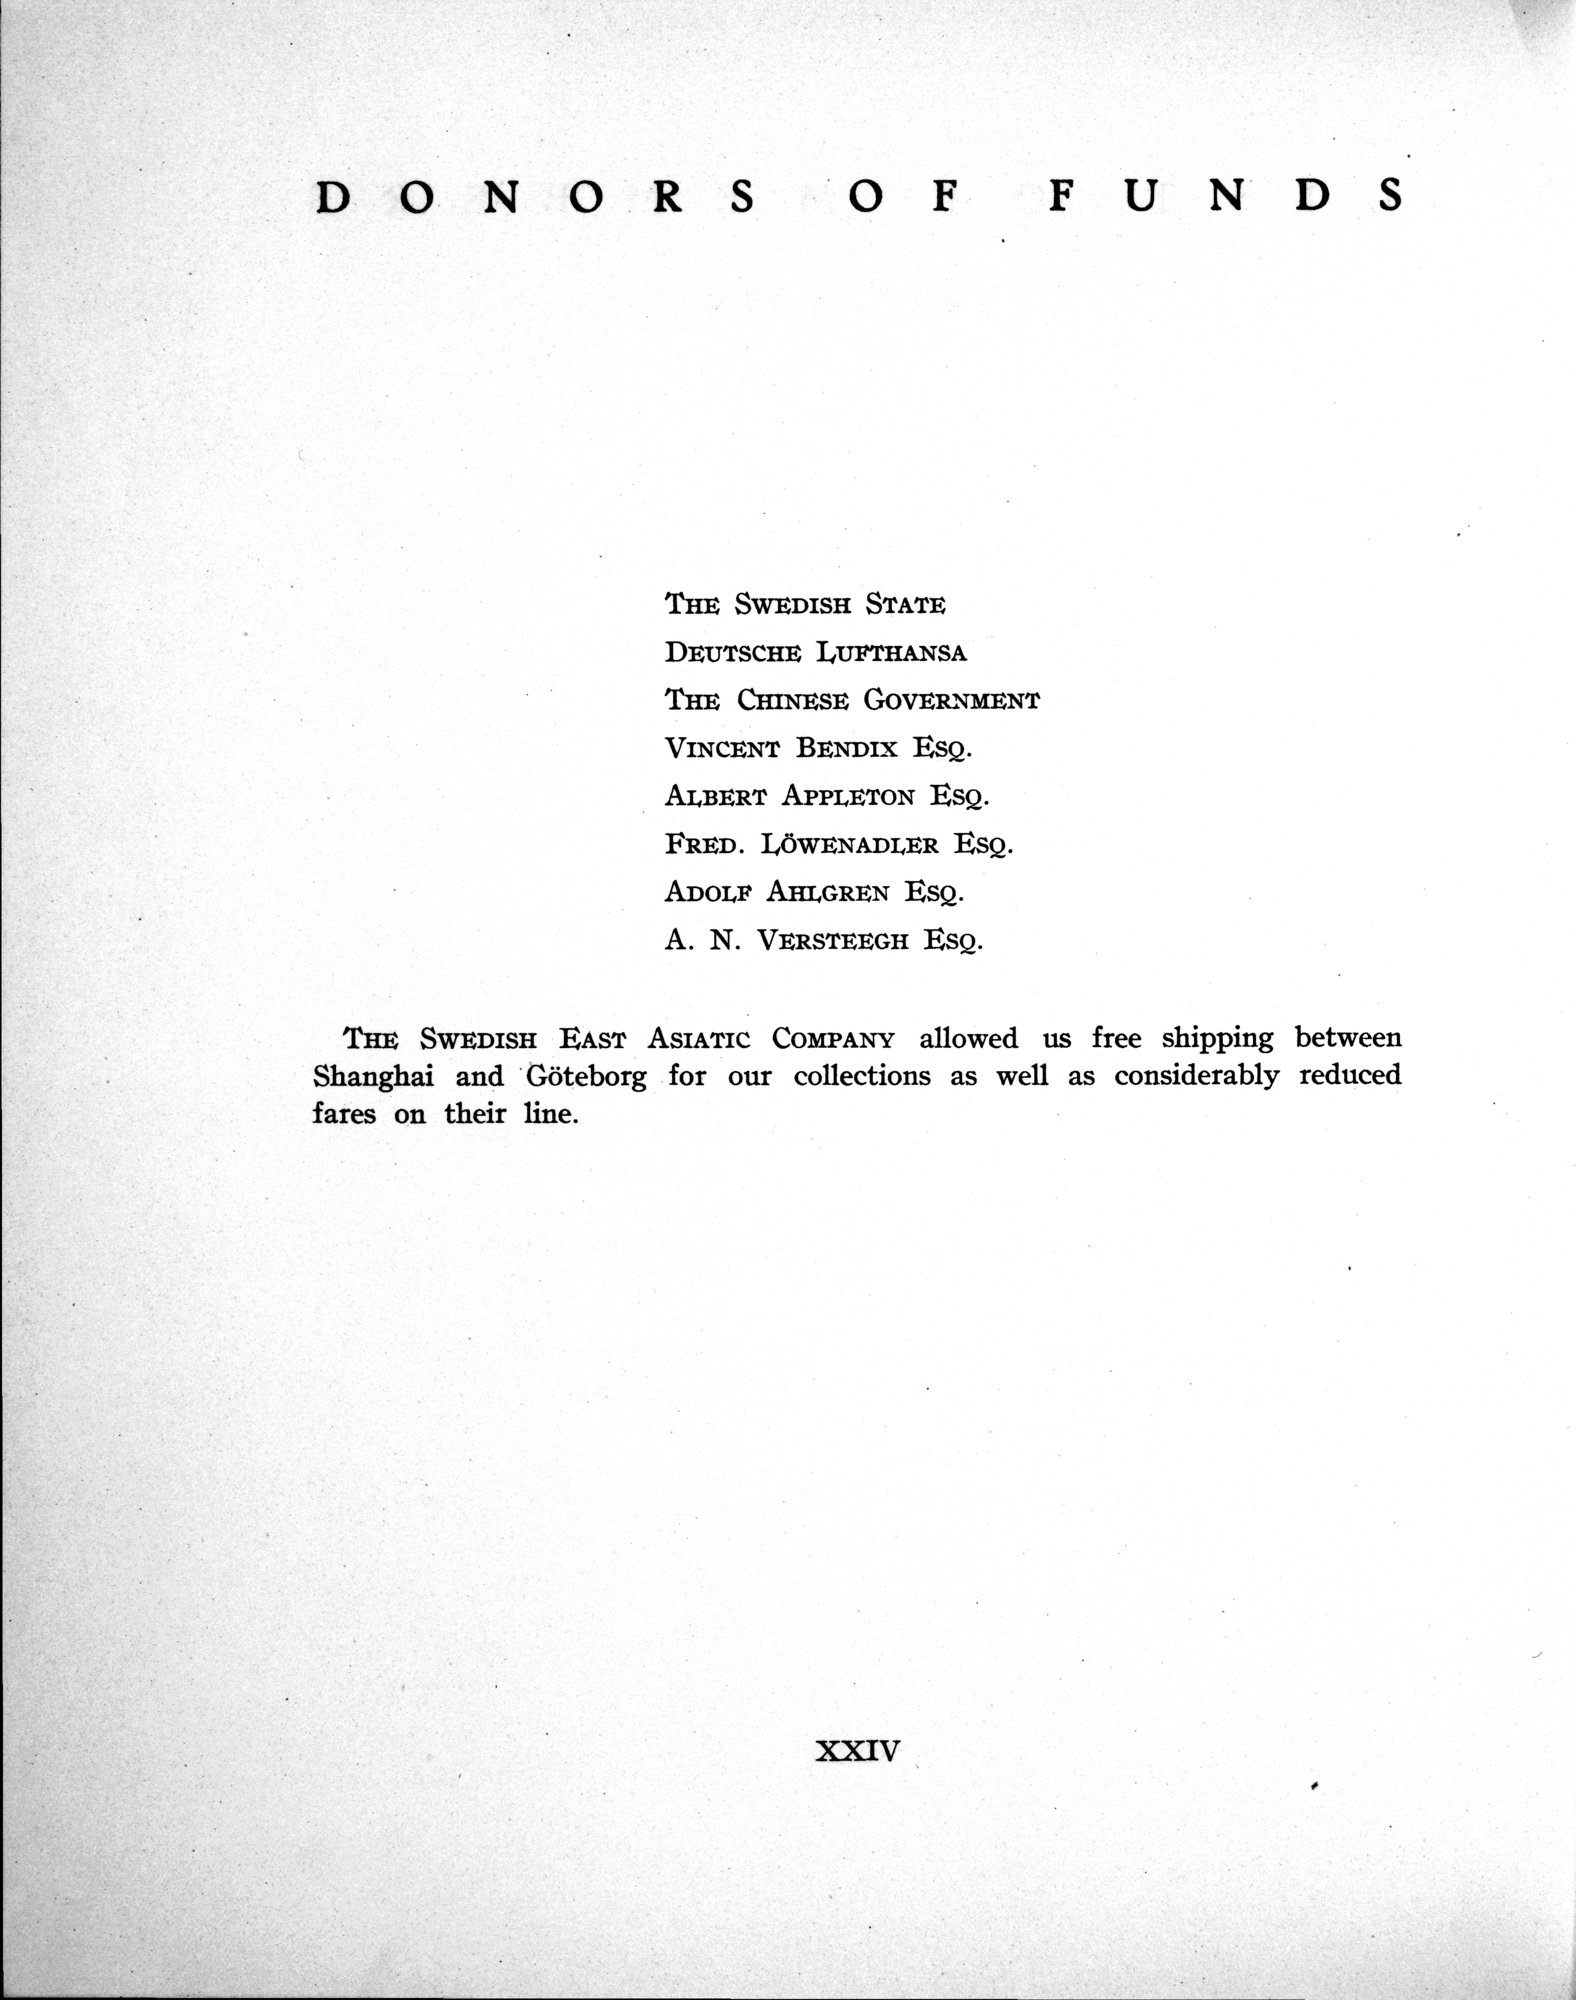 DONORS OF FUNDS
The Swedish State
Deutsche Lufthansa
The Chinese Government
Vincent Bendix Esq.
Albert Appleton Esq.
Fred. Löwenadler Esq.
Adolf Ahlgren Esq.
A. N. Versteegh Esq.
The Swedish East Asiatic Company allowed us free shipping between
Shanghai and Göteborg for our collections as well as considerably reduced
fares on their line.
XXIV